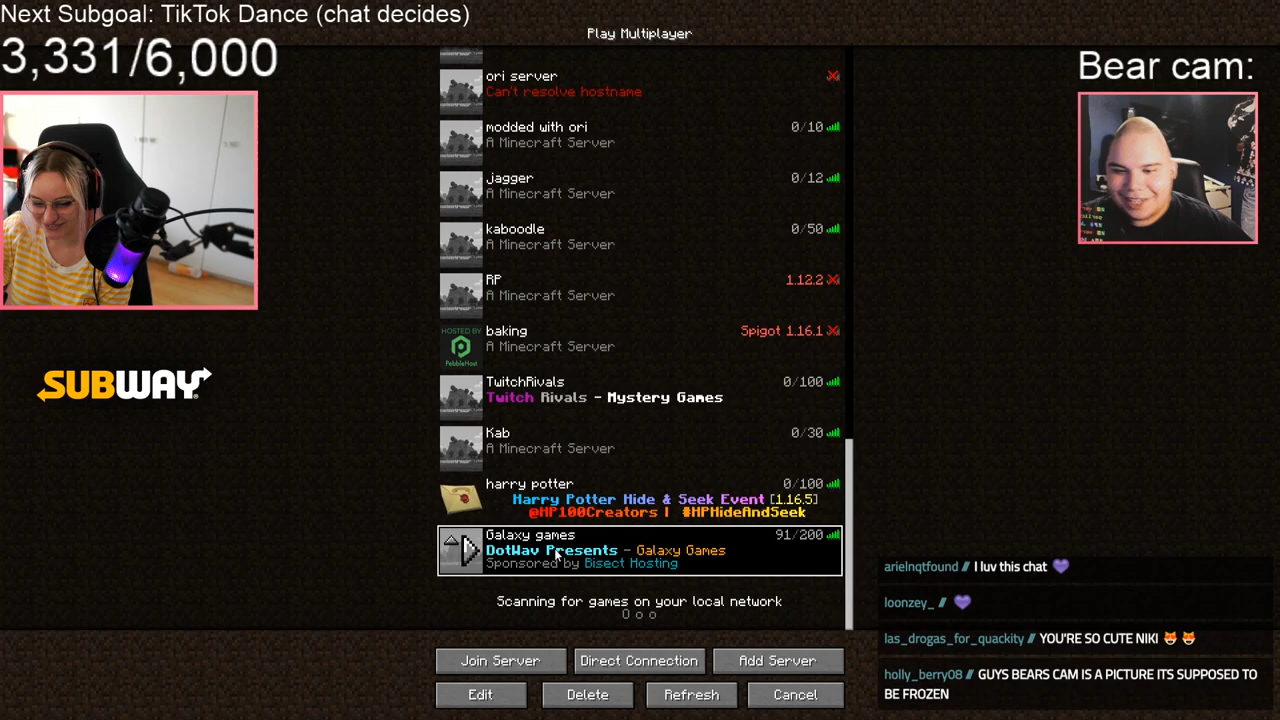 Next Subgoal: TikTok Dance (chat decides)
3,331/6,000
Play Multiplayer
Bear cam:
ori server
Can't resolve hostname
modded with ori 0/10
A Minecraft Server
jagger 0/12
A Minecraft Server
kaboodle 0/50
A Minecraft Server
RP 1.12.2
A Minecraft Server
HOSTED BY
PebbleHost
baking Spigot 1.16.1
A Minecraft Server
SUBWAY
TwitchRivals 0/100
Twitch Rivals - Mystery Games
Kab 0/30
A Minecraft Server
harry potter 0/100
Harry Potter Hide & Seek Event [1.16.5]
@HP100Creators | #HPHideAndSeek
Galaxy games 91/200
DotWav Presents - Galaxy Games
Sponsored by Bisect Hosting
Scanning for games on your local network
O o o
Join Server Direct Connection Add Server
Edit Delete Refresh Cancel
arielnqtfound // I luv this chat 💜
loonzey_ // 💜
las_drogas_for_quackity // YOU'RE SO CUTE NIKI 🦊 🦊
holly_berry08 // GUYS BEARS CAM IS A PICTURE ITS SUPPOSED TO
BE FROZEN